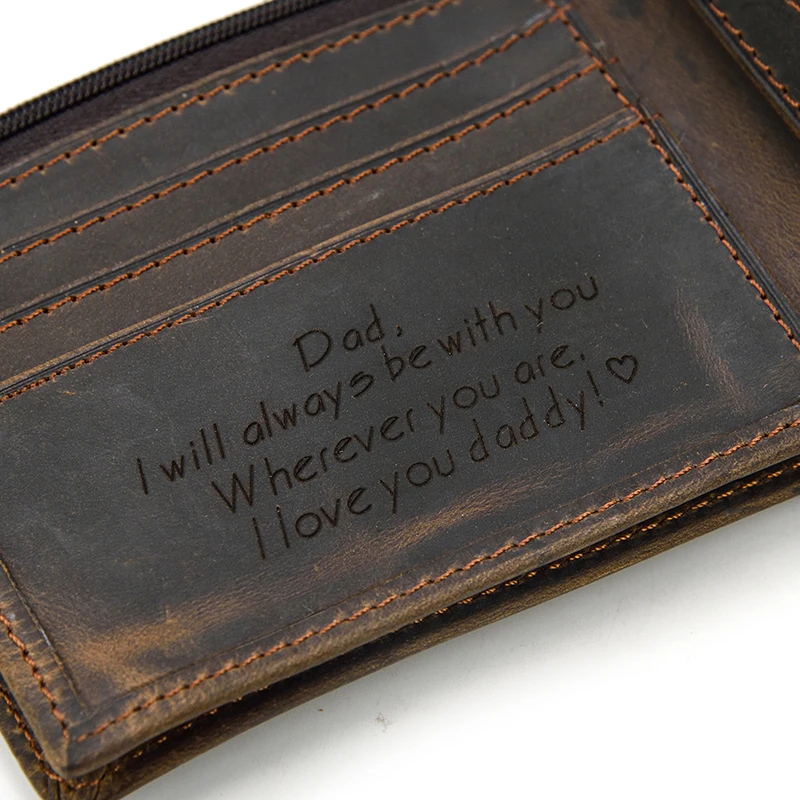 Dad,
I will always be with you
Wherever you are.
I love you daddy! ♡